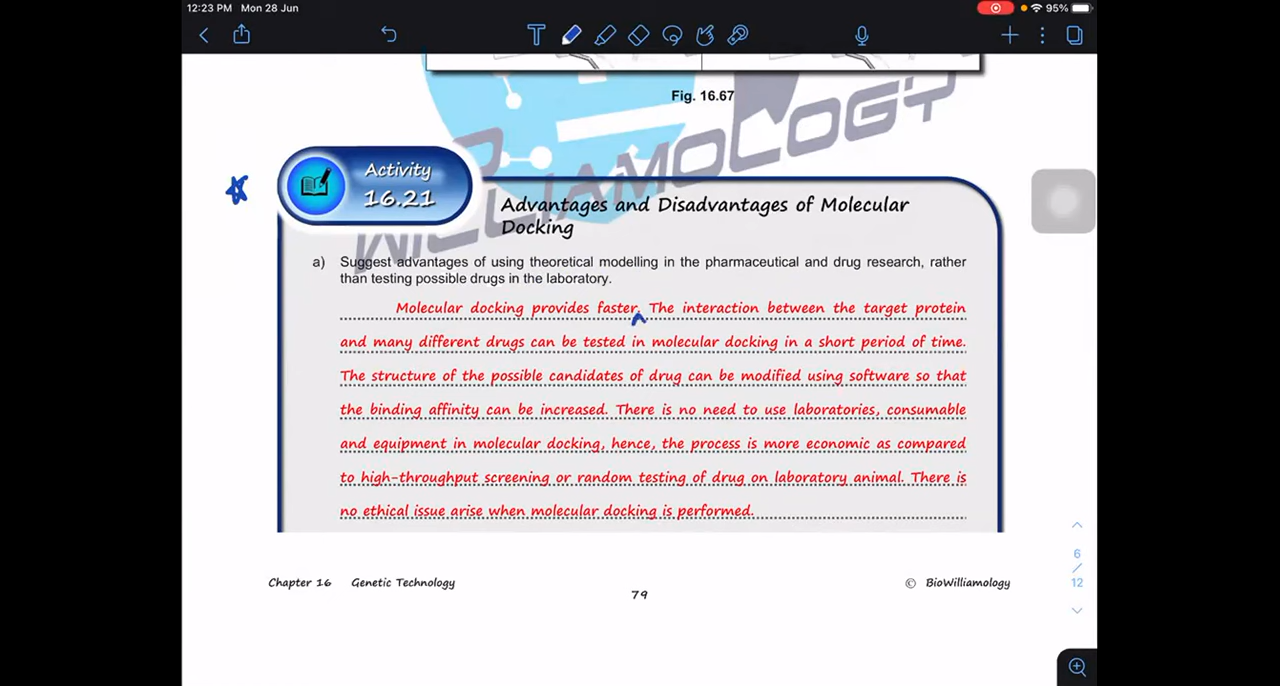 12:23 PM Mon 28 Jun
95%
Fig. 16.67
WILLIAMOLOGY
Activity
16.21
Advantages and Disadvantages of Molecular
Docking
a) Suggest advantages of using theoretical modelling in the pharmaceutical and drug research, rather
than testing possible drugs in the laboratory.
Molecular docking provides faster. The interaction between the target protein
and many different drugs can be tested in molecular docking in a short period of time.
The structure of the possible candidates of drug can be modified using software so that
the binding affinity can be increased. There is no need to use laboratories, consumable
and equipment in molecular docking, hence, the process is more economic as compared
to high-throughput screening or random testing of drug on laboratory animal. There is
no ethical issue arise when molecular docking is performed.
6
/
12
Chapter 16 Genetic Technology
© BioWilliamology
79